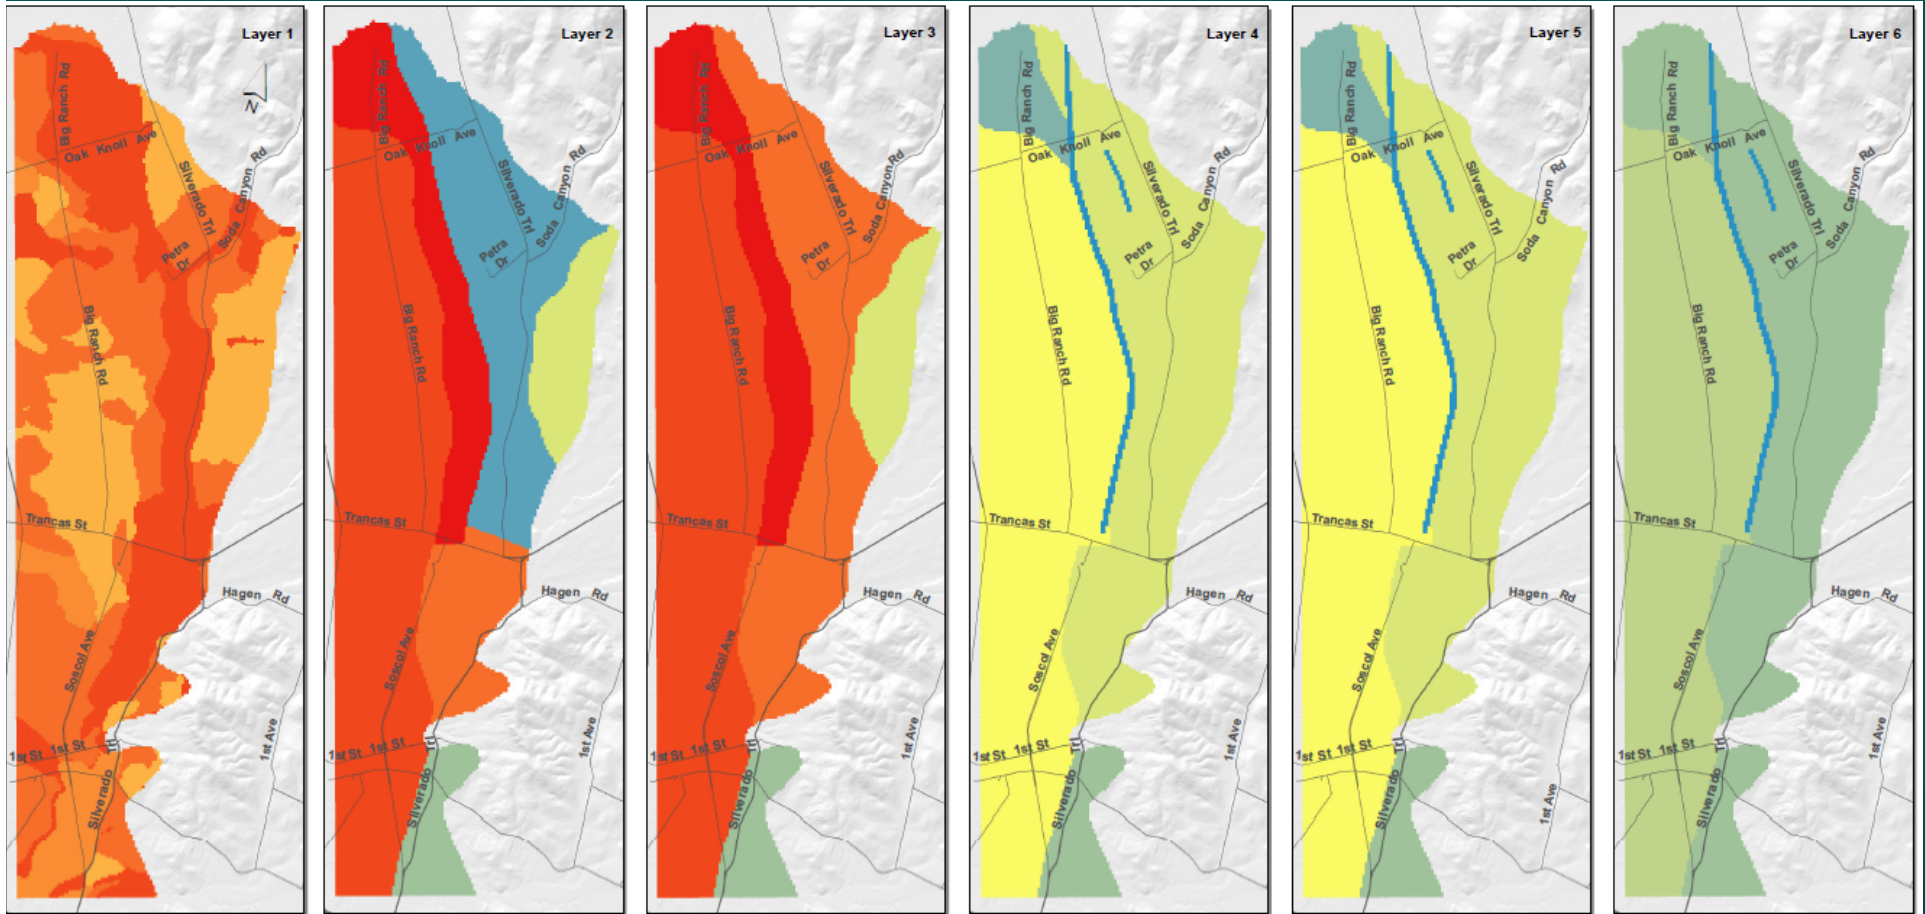 Layer 1
N
Big Ranch Rd
Oak Knoll Ave
Silverado Trl
Soda Canyon Rd
Petra
Dr
Big Ranch Rd
Trancas St
Hagen Rd
Soscol Ave
1st St 1st St
Silverado Trl
1st Ave
Layer 2
Big Ranch Rd
Oak Knoll Ave
Silverado Trl
Soda Canyon Rd
Petra
Dr
Big Ranch Rd
Trancas St
Hagen Rd
Soscol Ave
1st St 1st St
Silverado Trl
1st Ave
Layer 3
Big Ranch Rd
Oak Knoll Ave
Silverado Trl
Soda Canyon Rd
Petra
Dr
Big Ranch Rd
Trancas St
Hagen Rd
Soscol Ave
1st St 1st St
Silverado Trl
1st Ave
Layer 4
Big Ranch Rd
Oak Knoll Ave
Silverado Trl
Soda Canyon Rd
Petra
Dr
Big Ranch Rd
Trancas St
Hagen Rd
Soscol Ave
1st St 1st St
Silverado Trl
1st Ave
Layer 5
Big Ranch Rd
Oak Knoll Ave
Silverado Trl
Soda Canyon Rd
Petra
Dr
Big Ranch Rd
Trancas St
Hagen Rd
Soscol Ave
1st St 1st St
Silverado Trl
1st Ave
Layer 6
Big Ranch Rd
Oak Knoll Ave
Silverado Trl
Soda Canyon Rd
Petra
Dr
Big Ranch Rd
Trancas St
Hagen Rd
Soscol Ave
1st St 1st St
Silverado Trl
1st Ave